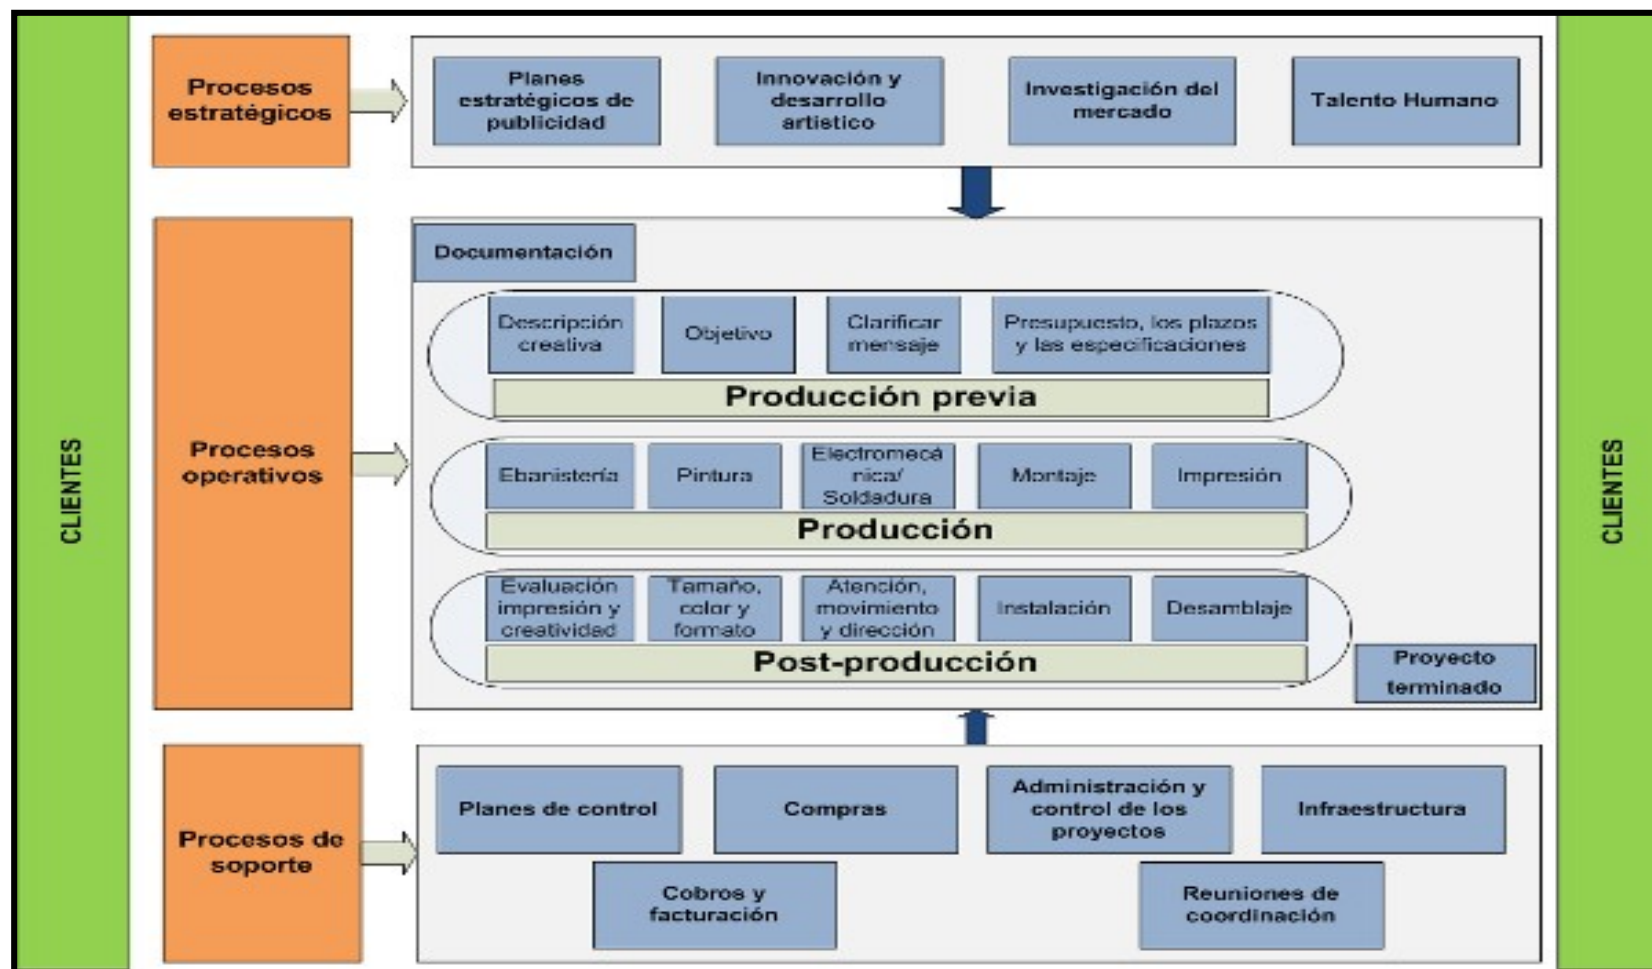 CLIENTES
Procesos
estratégicos
Planes
estratégicos de
publicidad
Innovación y
desarrollo
artístico
Investigación del
mercado
Talento Humano
Procesos
operativos
Documentación
Descripción
creativa
Objetivo
Clarificar
mensaje
Presupuesto, los plazos
y las especificaciones
Producción previa
Ebanistería
Pintura
Electromecá
nica/
Soldadura
Montaje
Impresión
Producción
Evaluación
impresión y
creatividad
Tamaño,
color y
formato
Atención,
movimiento
y dirección
Instalación
Desamblaje
Post-producción
Proyecto
terminado
Procesos de
soporte
Planes de control
Compras
Administración y
control de los
proyectos
Infraestructura
Cobros y
facturación
Reuniones de
coordinación
CLIENTES